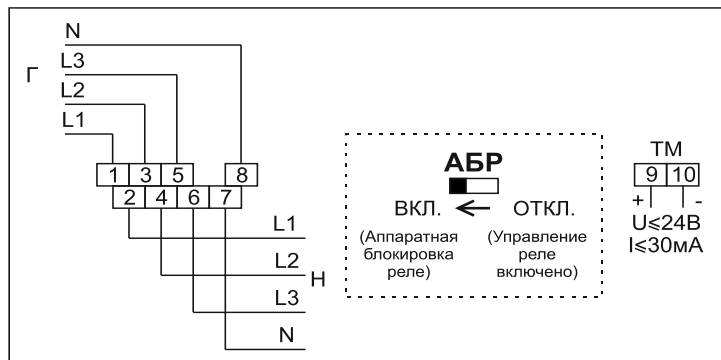 N
L3
Г
L2
L1
1 3 5 8
2 4 6 7
L1
L2
Н
L3
N
АБР
ВКЛ. ОТКЛ.
(Аппаратная
блокировка
реле)
(Управление
реле
включено)
ТМ
9 10
+ -
U⩽24В
I⩽30мА